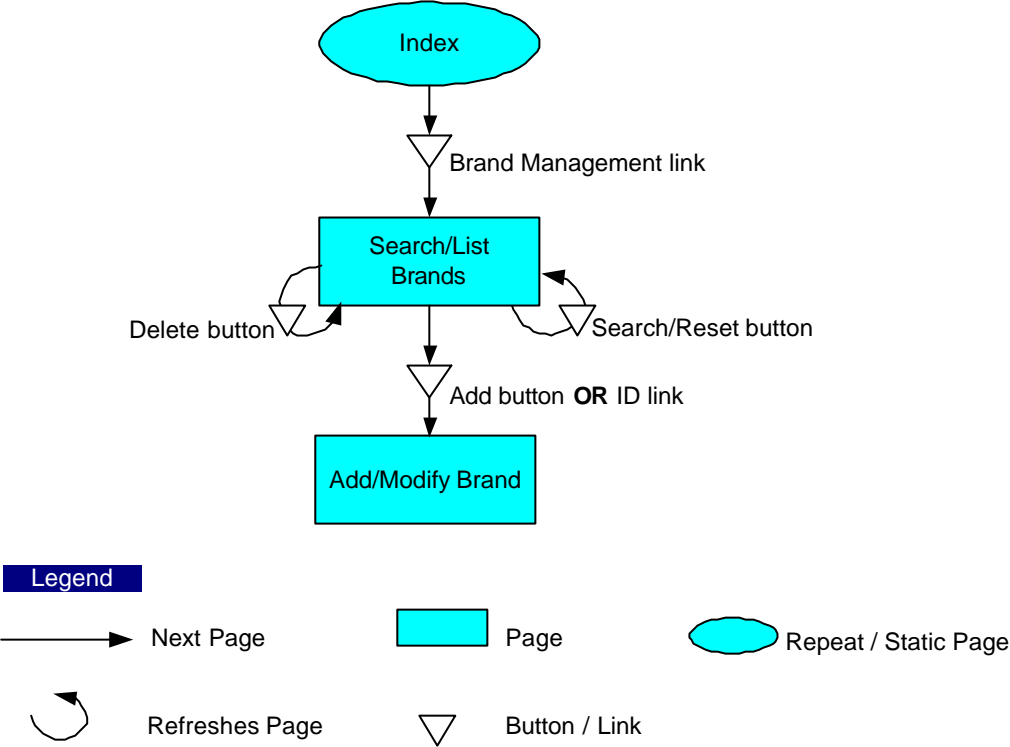 Index
Brand Management link
Search/List
Brands
Delete button
Search/Reset button
Add button OR ID link
Add/Modify Brand
Legend
Next Page
Page
Repeat / Static Page
Refreshes Page
Button / Link